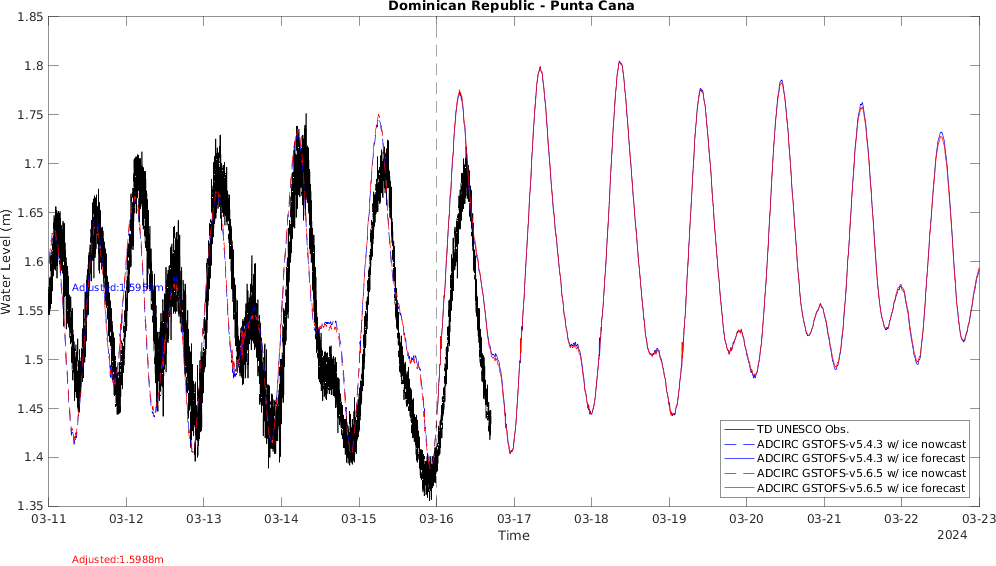 Dominican Republic - Punta Cana
1.85
1.8
1.75
1.7
1.65
1.6
1.55
1.5
1.45
1.4
1.35
Water Level (m)
TD UNESCO Obs.
ADCIRC GSTOFS-v5.4.3 w/ ice nowcast
ADCIRC GSTOFS-v5.4.3 w/ ice forecast
ADCIRC GSTOFS-v5.6.5 w/ ice nowcast
ADCIRC GSTOFS-v5.6.5 w/ ice forecast
03-11 03-12 03-13 03-14 03-15 03-16 03-17 03-18 03-19 03-20 03-21 03-22 03-23
Time
2024
Adjusted:1.5988m